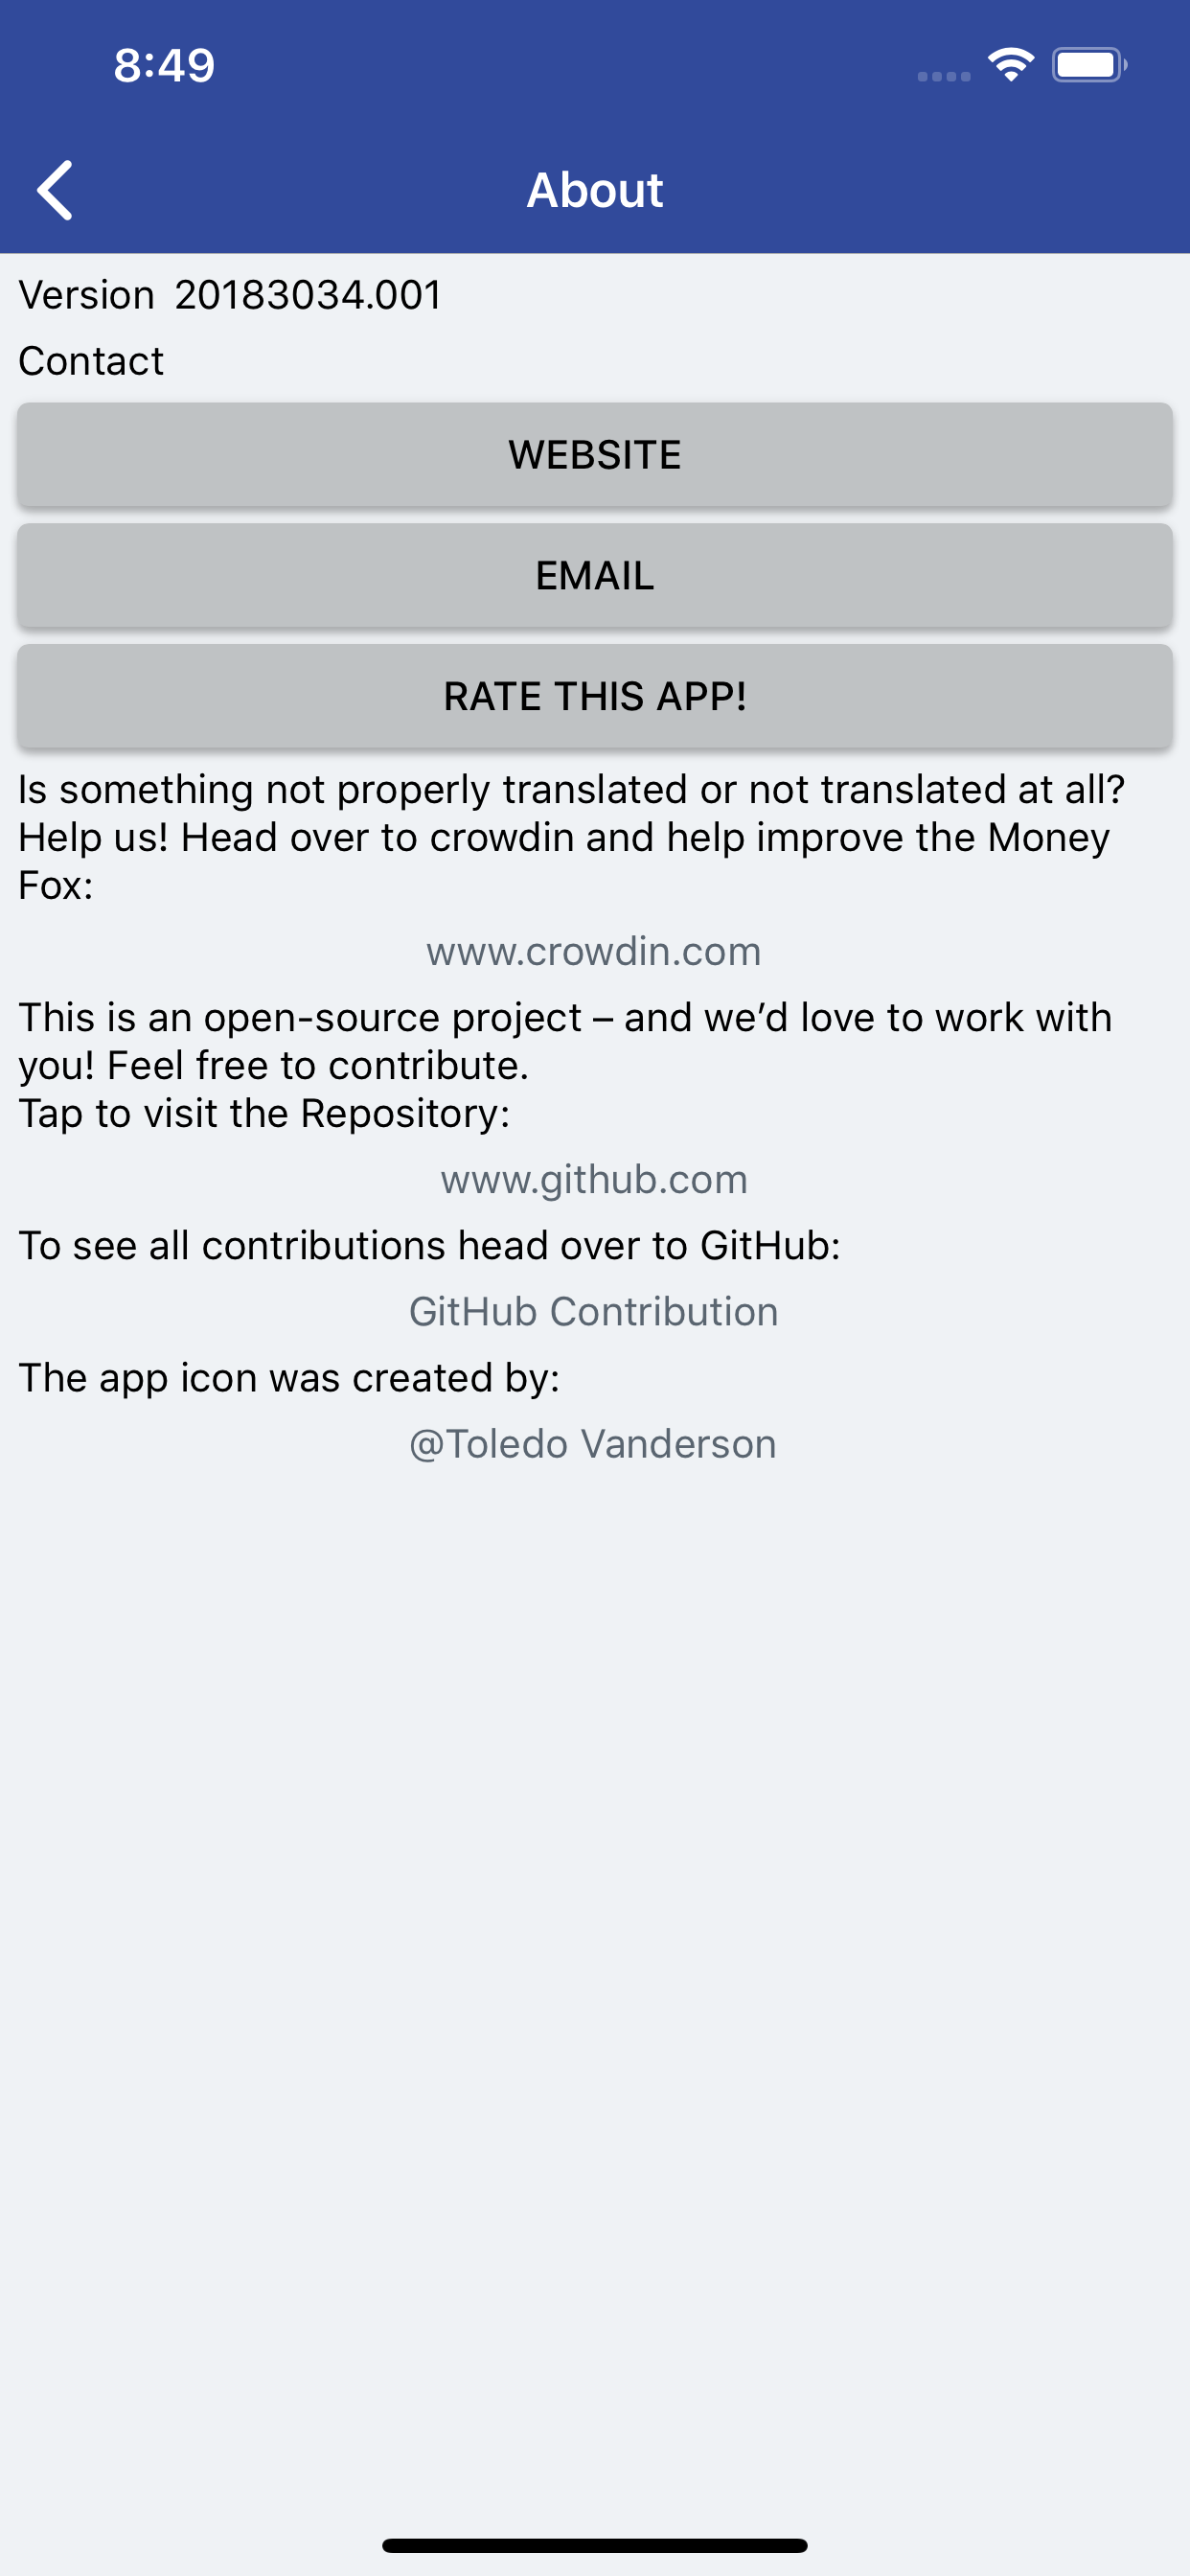 8:49
About
Version 20183034.001
Contact
WEBSITE
EMAIL
RATE THIS APP!
Is something not properly translated or not translated at all?
Help us! Head over to crowdin and help improve the Money
Fox:
www.crowdin.com
This is an open-source project – and we’d love to work with
you! Feel free to contribute.
Tap to visit the Repository:
www.github.com
To see all contributions head over to GitHub:
GitHub Contribution
The app icon was created by:
@Toledo Vanderson